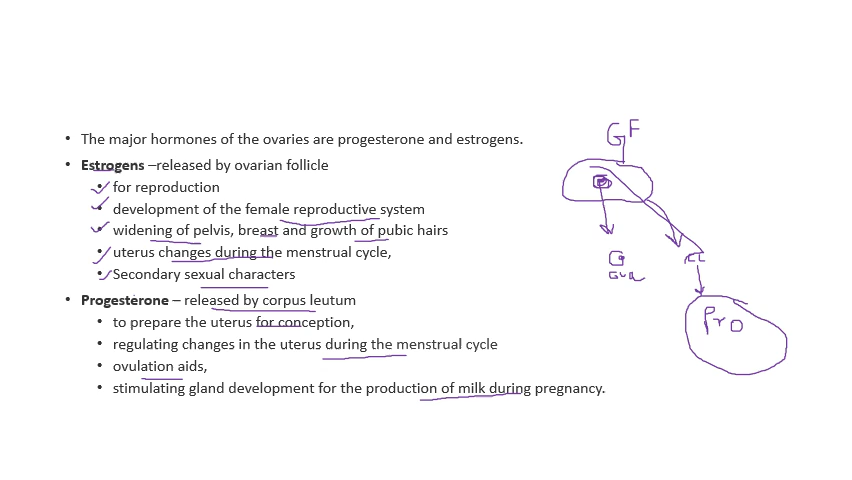 • The major hormones of the ovaries are progesterone and estrogens.
• Estrogens –released by ovarian follicle
• for reproduction
• development of the female reproductive system
• widening of pelvis, breast and growth of pubic hairs
• uterus changes during the menstrual cycle,
• Secondary sexual characters
• Progesterone – released by corpus leutum
• to prepare the uterus for conception,
• regulating changes in the uterus during the menstrual cycle
• ovulation aids,
• stimulating gland development for the production of milk during pregnancy.
GF
CL
Pro